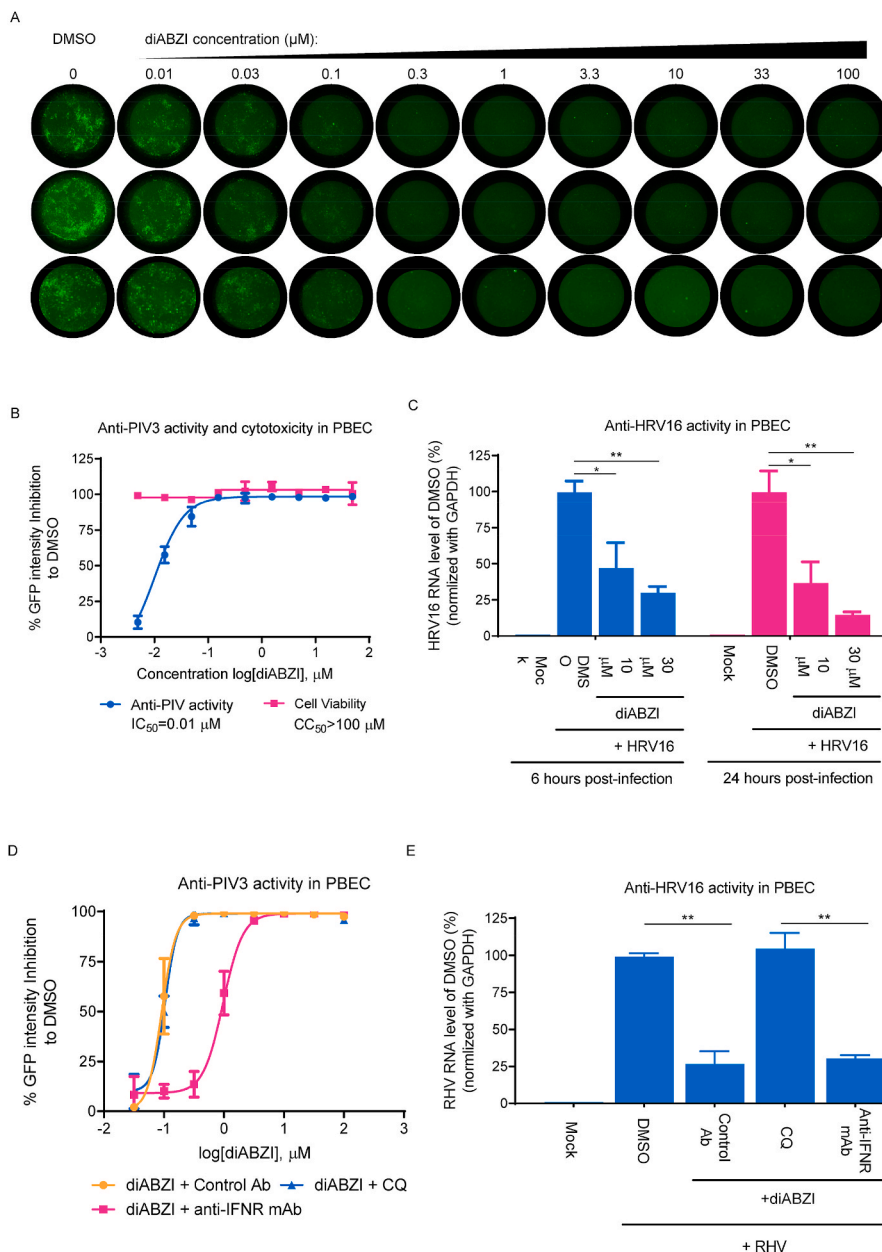 A
DMSO
diABZI concentration (µM):
0 0.01 0.03 0.1 0.3 1 3.3 10 33 100
B
Anti-PIV3 activity and cytotoxicity in PBEC
% GFP intensity Inhibition
to DMSO
125
100
75
50
25
0
-3 -2 -1 0 1 2
Concentration log[diABZI], µM
Anti-PIV activity
IC50=0.01 µM
Cell Viability
CC50>100 µM
C
Anti-HRV16 activity in PBEC
HRV16 RNA level of DMSO (%)
(normlized with GAPDH)
125
100
75
50
25
0
** * ** *
Moc
k
DMS
O
10
µM
30
µM
Mock
DMSO
10
µM
30 µM
diABZI diABZI
+ HRV16 + HRV16
6 hours post-infection 24 hours post-infection
D
Anti-PIV3 activity in PBEC
% GFP intensity Inhibition
to DMSO
100
75
50
25
0
-2 -1 0 1 2 3
log[diABZI], µM
diABZI + Control Ab diABZI + CQ
diABZI + anti-IFNR mAb
E
Anti-HRV16 activity in PBEC
RHV RNA level of DMSO (%)
(normlized with GAPDH)
125
100
75
50
25
0
** **
Mock
DMSO
Control
Ab
CQ
Anti-IFNR
mAb
+diABZI
+ RHV